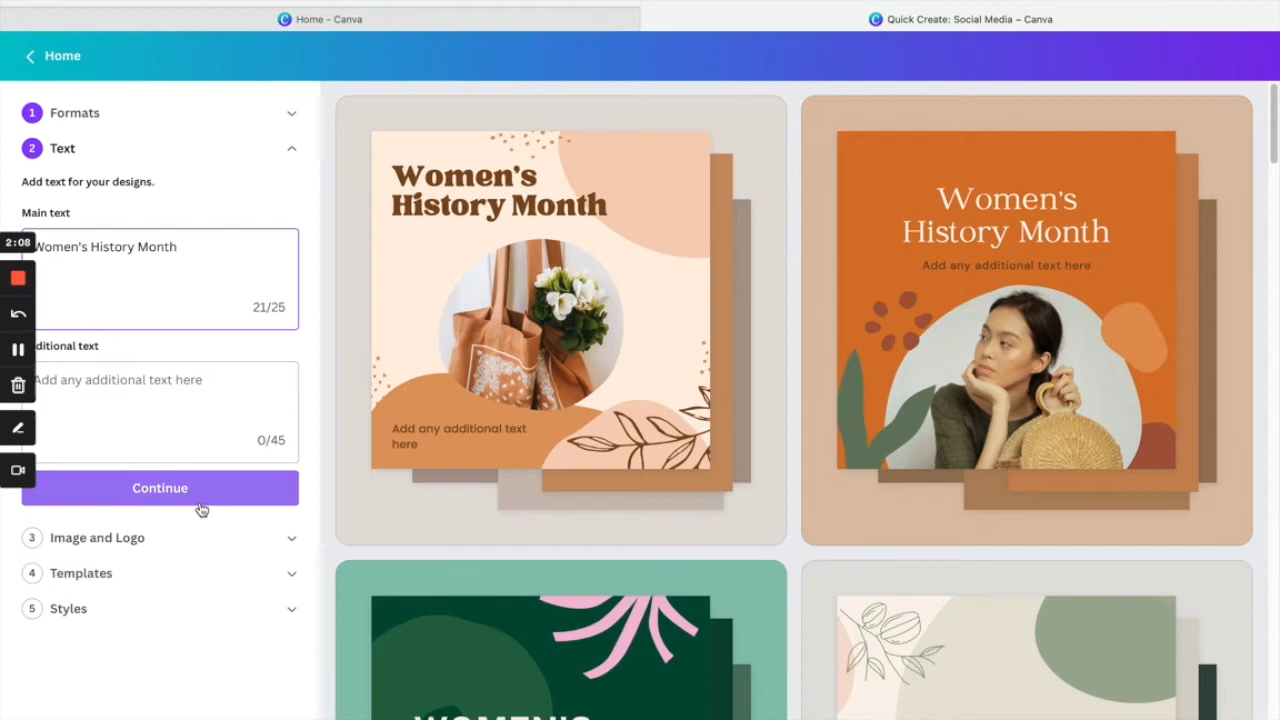 Home – Canva
Quick Create: Social Media – Canva
Home
1 Formats
2 Text
Add text for your designs.
Main text
Women's History Month
2:08
21/25
ditional text
Add any additional text here
0/45
Continue
3 Image and Logo
4 Templates
5 Styles
Women's
History Month
Add any additional text
here
Women's
History Month
Add any additional text here
WOMEN'S